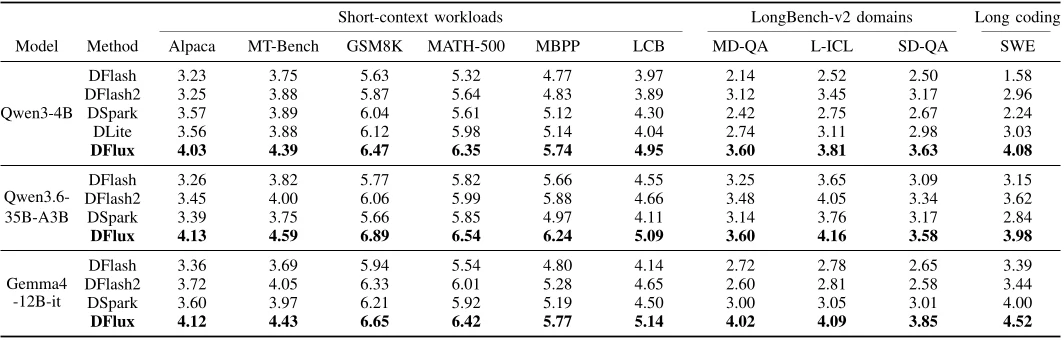 Short-context workloads LongBench-v2 domains Long coding
Model Method Alpaca MT-Bench GSM8K MATH-500 MBPP LCB MD-QA L-ICL SD-QA SWE
DFlash 3.23 3.75 5.63 5.32 4.77 3.97 2.14 2.52 2.50 1.58
DFlash2 3.25 3.88 5.87 5.64 4.83 3.89 3.12 3.45 3.17 2.96
Qwen3-4B DSpark 3.57 3.89 6.04 5.61 5.12 4.30 2.42 2.75 2.67 2.24
DLite 3.56 3.88 6.12 5.98 5.14 4.04 2.74 3.11 2.98 3.03
DFlux 4.03 4.39 6.47 6.35 5.74 4.95 3.60 3.81 3.63 4.08
DFlash 3.26 3.82 5.77 5.82 5.66 4.55 3.25 3.65 3.09 3.15
Qwen3.6- DFlash2 3.45 4.00 6.06 5.99 5.88 4.66 3.48 4.05 3.34 3.62
35B-A3B DSpark 3.39 3.75 5.66 5.85 4.97 4.11 3.14 3.76 3.17 2.84
DFlux 4.13 4.59 6.89 6.54 6.24 5.09 3.60 4.16 3.58 3.98
DFlash 3.36 3.69 5.94 5.54 4.80 4.14 2.72 2.78 2.65 3.39
Gemma4 DFlash2 3.72 4.05 6.33 6.01 5.28 4.65 2.60 2.81 2.58 3.44
-12B-it DSpark 3.60 3.97 6.21 5.92 5.19 4.50 3.00 3.05 3.01 4.00
DFlux 4.12 4.43 6.65 6.42 5.77 5.14 4.02 4.09 3.85 4.52